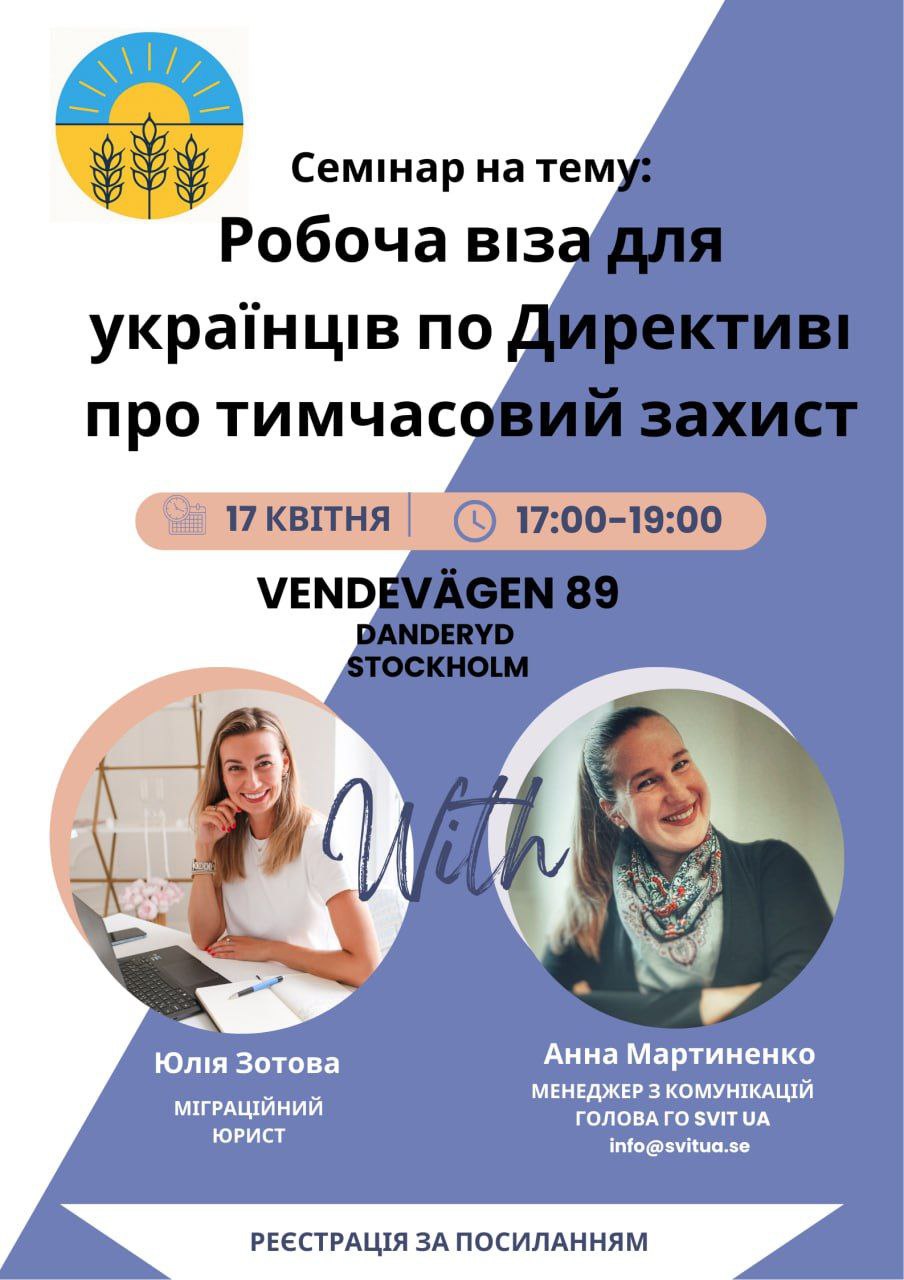 Семінар на тему:
Робоча віза для
українців по Директиві
про тимчасовий захист
17 КВІТНЯ
17:00-19:00
VENDEVÄGEN 89
DANDERYD
STOCKHOLM
With
Юлія Зотова
МІГРАЦІЙНИЙ
ЮРИСТ
Анна Мартиненко
МЕНЕДЖЕР З КОМУНІКАЦІЙ
ГОЛОВА ГО SVIT UA
info@svitua.se
РЕЄСТРАЦІЯ ЗА ПОСИЛАННЯМ